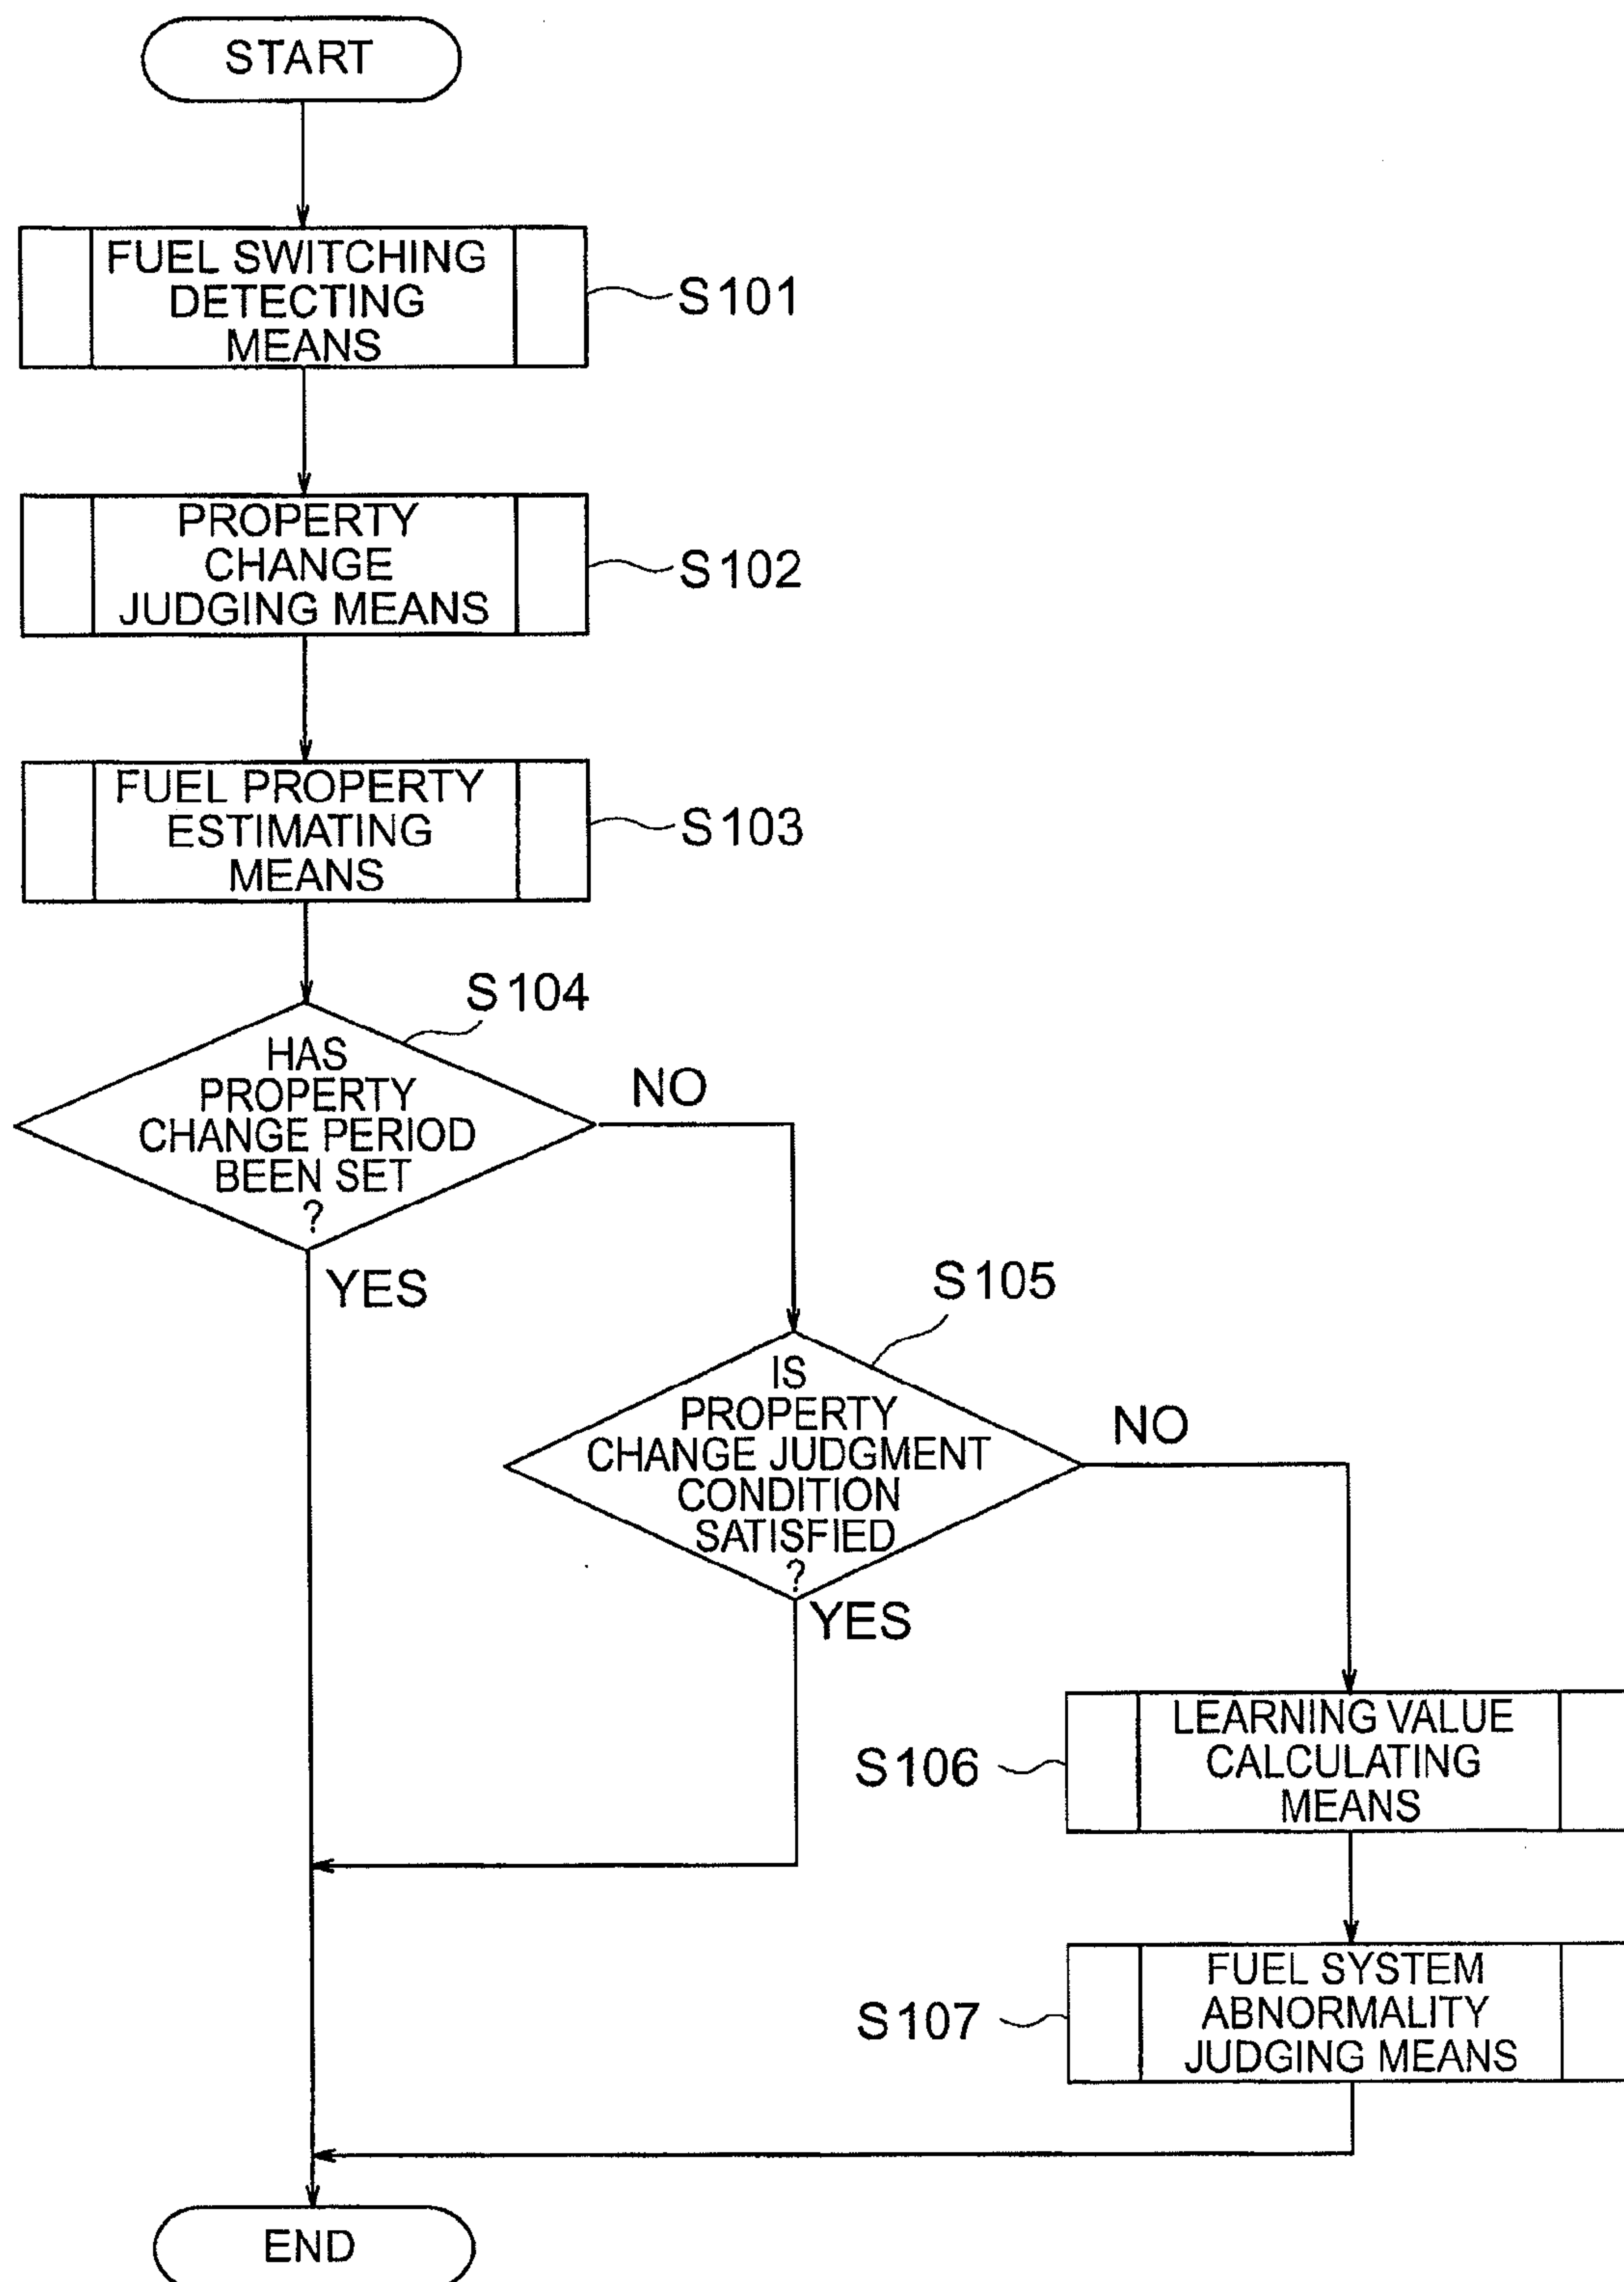 START
FUEL SWITCHING
DETECTING
MEANS
S101
PROPERTY
CHANGE
JUDGING MEANS
S102
FUEL PROPERTY
ESTIMATING
MEANS
S103
S104
HAS
PROPERTY
CHANGE PERIOD
BEEN SET
?
NO
YES
S105
IS
PROPERTY
CHANGE JUDGMENT
CONDITION
SATISFIED
?
NO
YES
S106
LEARNING VALUE
CALCULATING
MEANS
S107
FUEL SYSTEM
ABNORMALITY
JUDGING MEANS
END